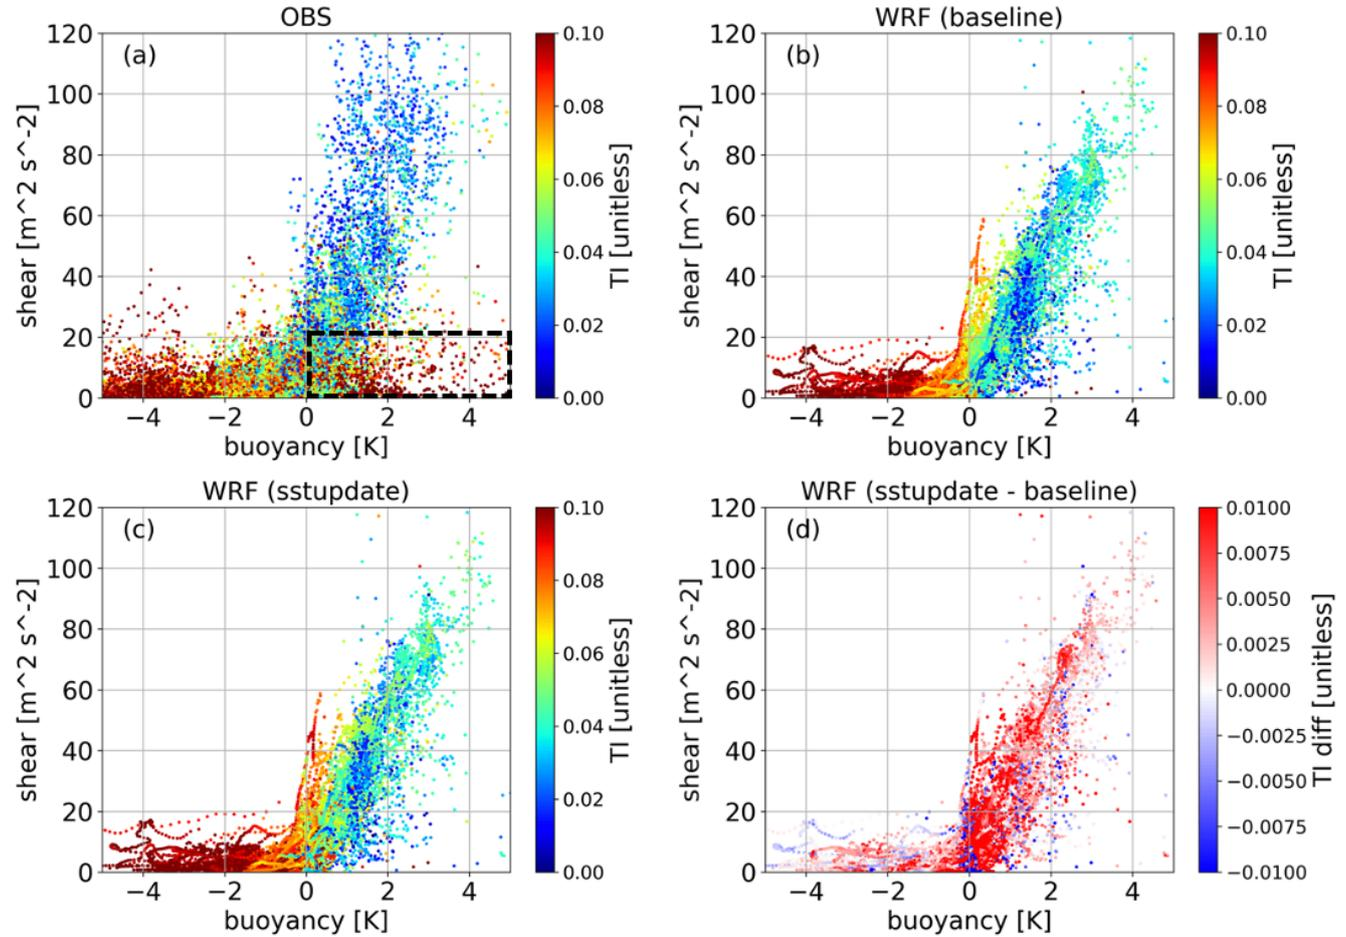 OBS
(a)
shear [m^2 s^-2]
120
100
80
60
40
20
0
−4 −2 0 2 4
buoyancy [K]
0.10
0.08
0.06
0.04
0.02
0.00
TI [unitless]
WRF (baseline)
(b)
shear [m^2 s^-2]
120
100
80
60
40
20
0
−4 −2 0 2 4
buoyancy [K]
0.10
0.08
0.06
0.04
0.02
0.00
TI [unitless]
WRF (sstupdate)
(c)
shear [m^2 s^-2]
120
100
80
60
40
20
0
−4 −2 0 2 4
buoyancy [K]
0.10
0.08
0.06
0.04
0.02
0.00
TI [unitless]
WRF (sstupdate - baseline)
(d)
shear [m^2 s^-2]
120
100
80
60
40
20
0
−4 −2 0 2 4
buoyancy [K]
0.0100
0.0075
0.0050
0.0025
0.0000
−0.0025
−0.0050
−0.0075
−0.0100
TI diff [unitless]